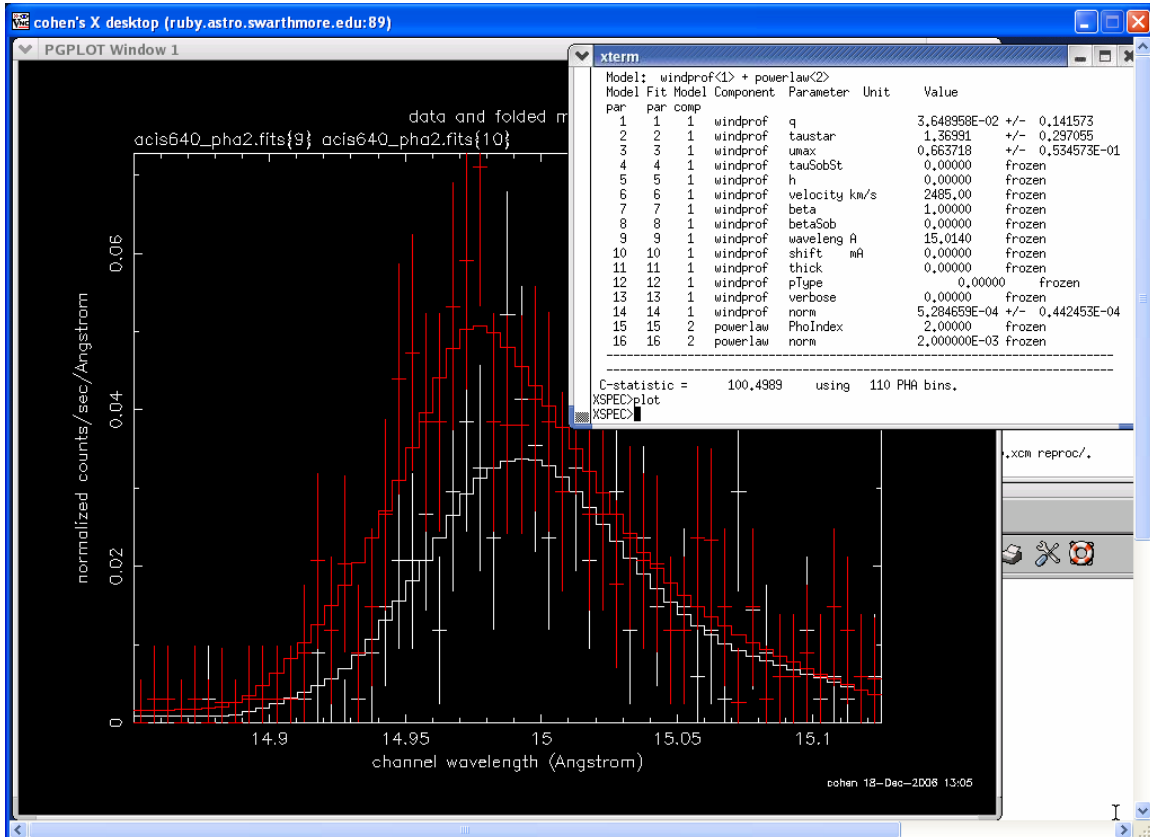 cohen's X desktop (ruby.astro.swarthmore.edu:89)
PGPLOT Window 1
data and folded m
acis640_pha2.fits{9} acis640_pha2.fits{10}
normalized counts/sec/Angstrom
0.06
0.04
0.02
0
14.9 14.95 15 15.05 15.1
channel wavelength (Angstrom)
cohen 18-Dec-2006 13:05
xterm
Model: windprof<1> + powerlaw<2>
Model Fit Model Component Parameter Unit Value
par par comp
1 1 1 windprof q 3.648958E-02 +/- 0.141573
2 2 1 windprof taustar 1.36991 +/- 0.297055
3 3 1 windprof umax 0.663718 +/- 0.534573E-01
4 4 1 windprof tauSobSt 0.00000 frozen
5 5 1 windprof h 0.00000 frozen
6 6 1 windprof velocity km/s 2485.00 frozen
7 7 1 windprof beta 1.00000 frozen
8 8 1 windprof betaSob 0.00000 frozen
9 9 1 windprof waveleng A 15.0140 frozen
10 10 1 windprof shift mA 0.00000 frozen
11 11 1 windprof thick 0.00000 frozen
12 12 1 windprof pType 0.00000 frozen
13 13 1 windprof verbose 0.00000 frozen
14 14 1 windprof norm 5.284659E-04 +/- 0.442453E-04
15 15 2 powerlaw PhoIndex 2.00000 frozen
16 16 2 powerlaw norm 2.000000E-03 frozen
---------------------------------------------------------------------------
---------------------------------------------------------------------------
C-statistic = 100.4989 using 110 PHA bins.
XSPEC>plot
XSPEC>
.xcm reproc/.